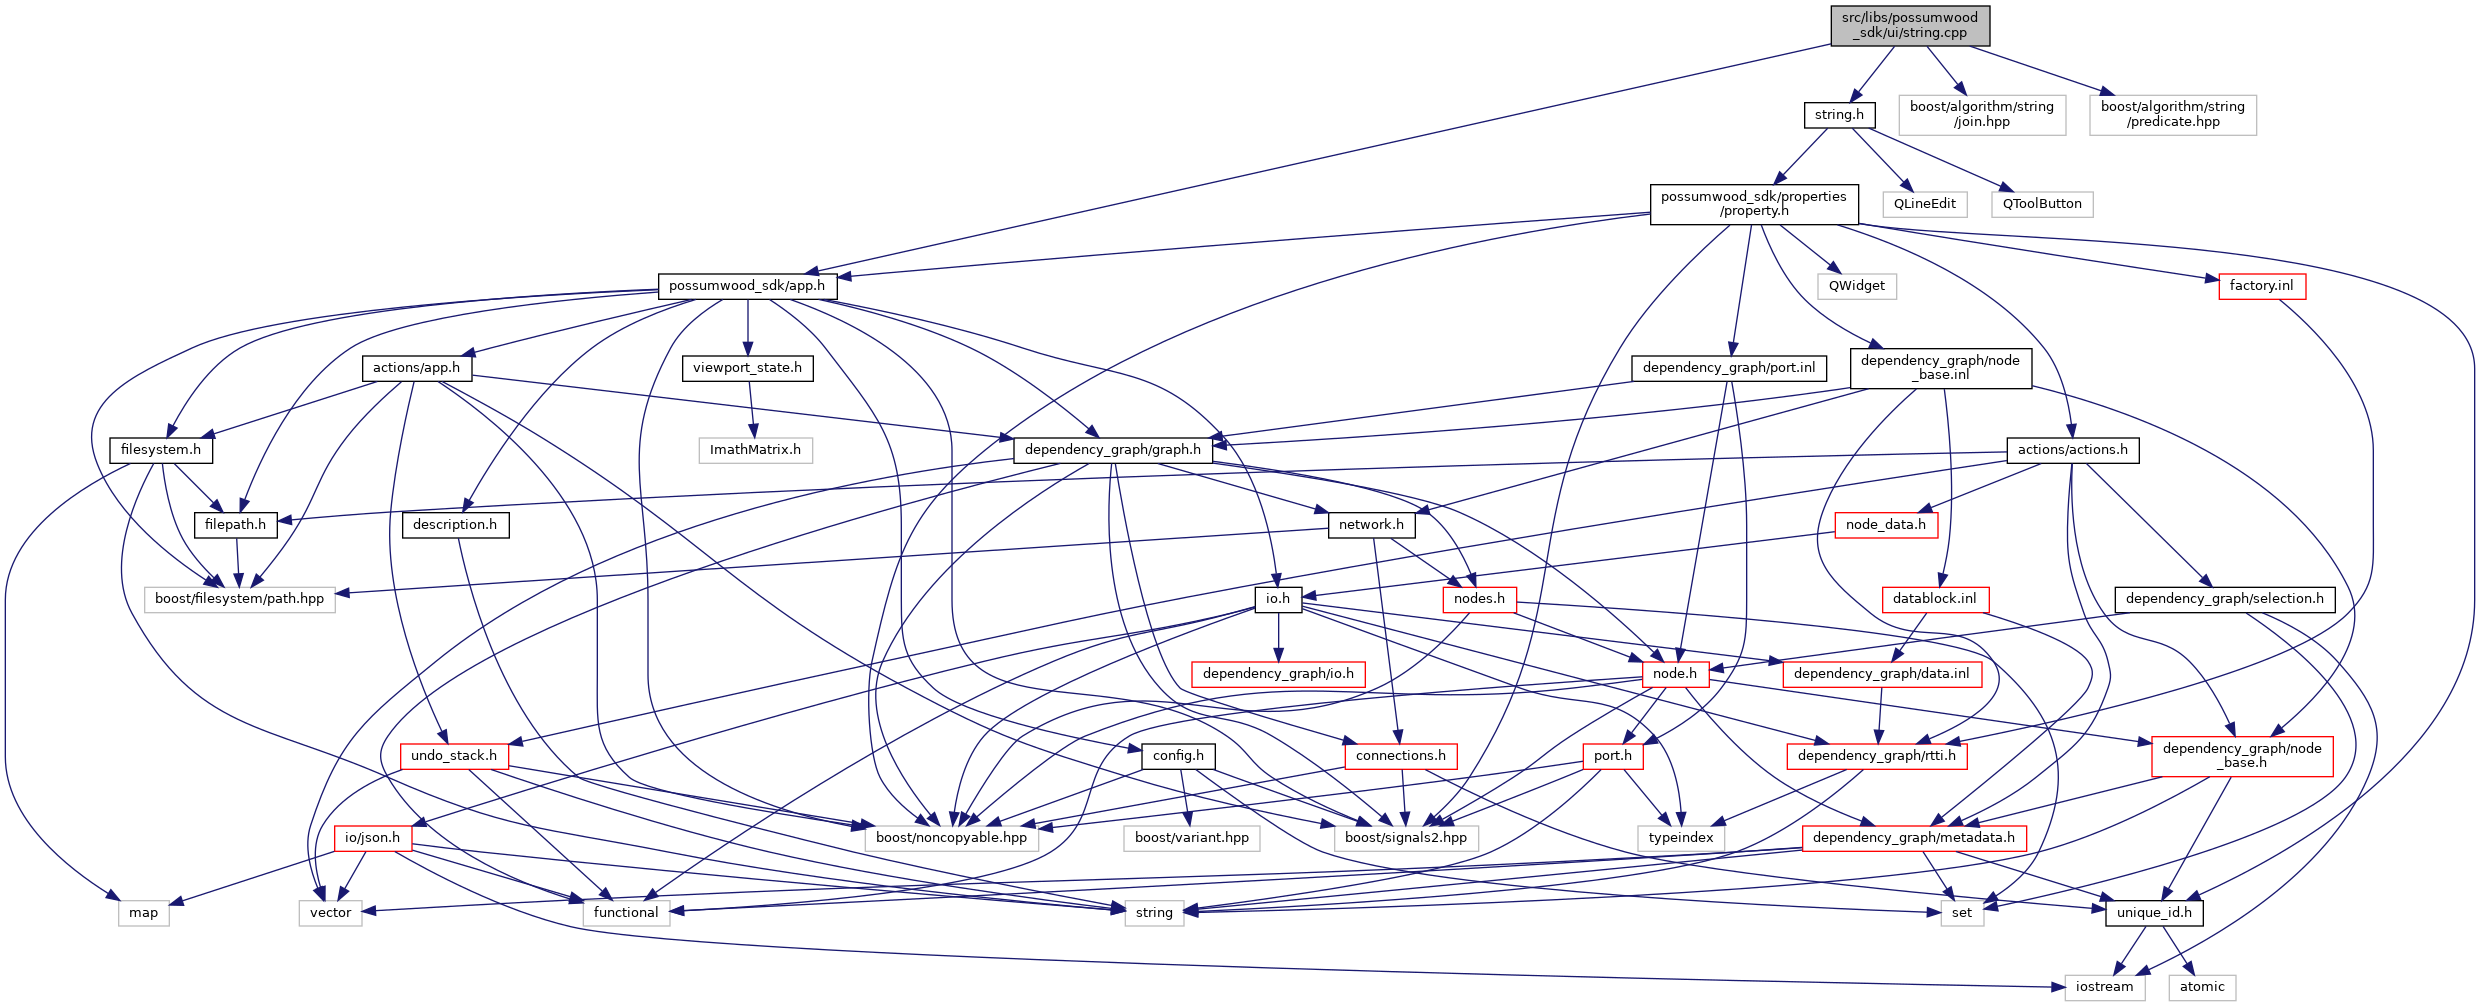 src/libs/possumwood
_sdk/ui/string.cpp
string.h
boost/algorithm/string
/join.hpp
boost/algorithm/string
/predicate.hpp
possumwood_sdk/properties
/property.h
QLineEdit
QToolButton
possumwood_sdk/app.h
QWidget
factory.inl
actions/app.h
viewport_state.h
dependency_graph/port.inl
dependency_graph/node
_base.inl
filesystem.h
ImathMatrix.h
dependency_graph/graph.h
actions/actions.h
filepath.h
description.h
network.h
node_data.h
boost/filesystem/path.hpp
io.h
nodes.h
datablock.inl
dependency_graph/selection.h
dependency_graph/io.h
node.h
dependency_graph/data.inl
undo_stack.h
config.h
connections.h
port.h
dependency_graph/rtti.h
dependency_graph/node
_base.h
io/json.h
boost/noncopyable.hpp
boost/variant.hpp
boost/signals2.hpp
typeindex
dependency_graph/metadata.h
map
vector
functional
string
set
unique_id.h
iostream
atomic